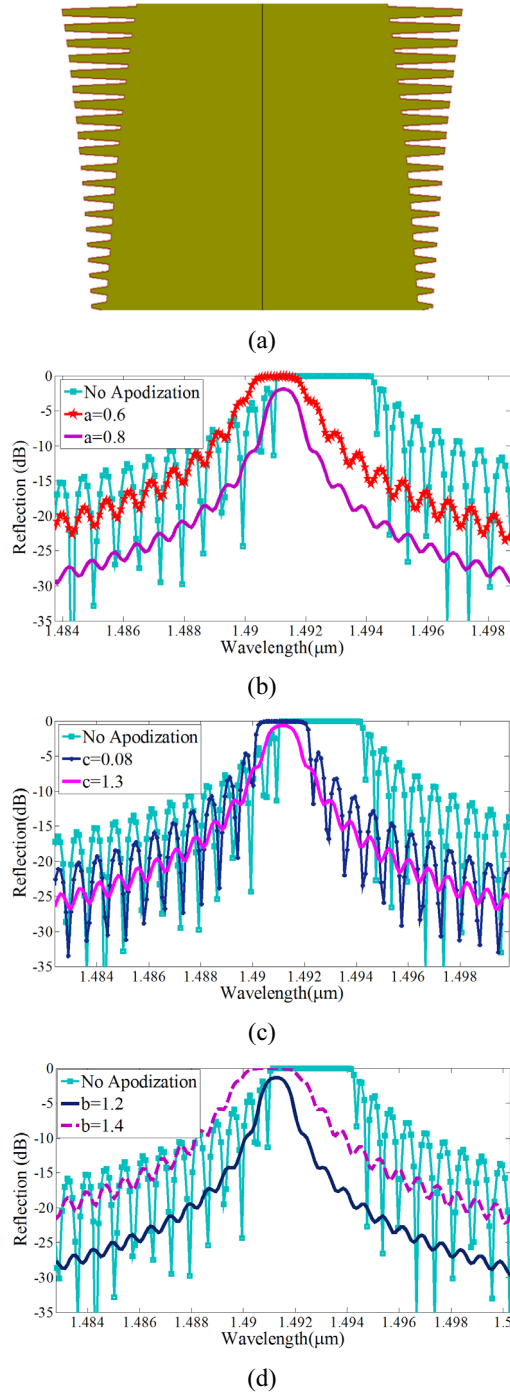 (a)
0
-5
-10
-15
-20
-25
-30
-35
Reflection (dB)
No Apodization
a=0.6
a=0.8
1.484 1.486 1.488 1.49 1.492 1.494 1.496 1.498
Wavelength(μm)
(b)
0
-5
-10
-15
-20
-25
-30
-35
Reflection(dB)
No Apodization
c=0.08
c=1.3
1.484 1.486 1.488 1.49 1.492 1.494 1.496 1.498
Wavelength(μm)
(c)
0
-5
-10
-15
-20
-25
-30
-35
Reflection (dB)
No Apodization
b=1.2
b=1.4
1.484 1.486 1.488 1.49 1.492 1.494 1.496 1.498 1.5
Wavelength(μm)
(d)